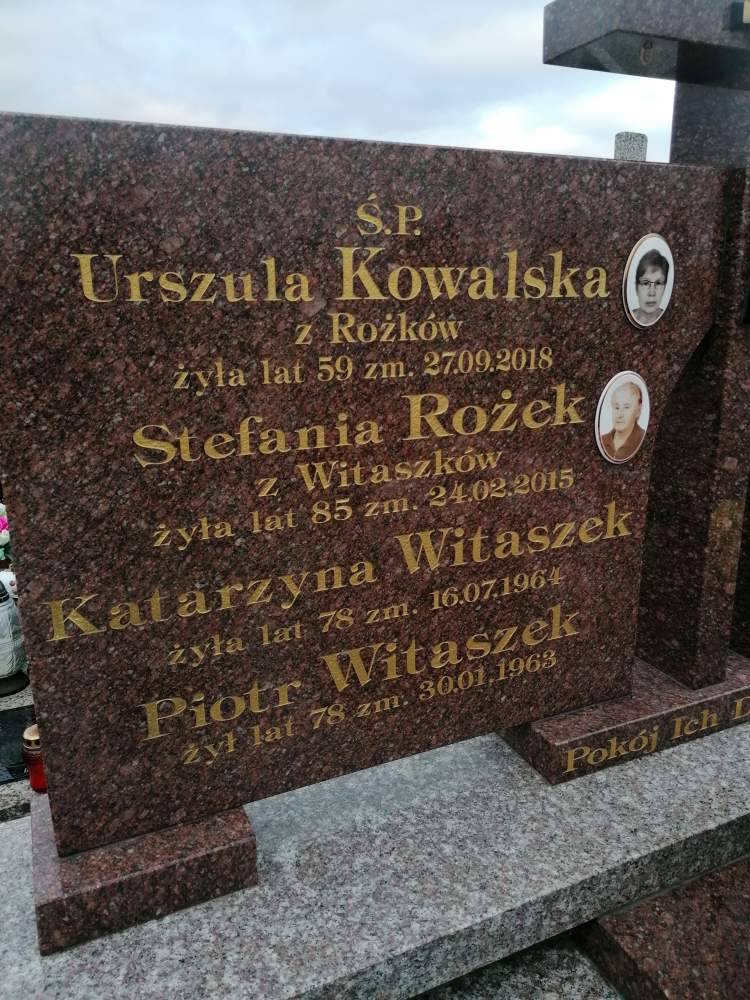 Ś.P.
Urszula Kowalska
z Rożków
żyła lat 59 zm. 27.09.2018
Stefania Rożek
z Witaszków
żyła lat 85 zm. 24.02.2015
Katarzyna Witaszek
żyła lat 78 zm. 16.07.1964
Piotr Witaszek
żył lat 78 zm. 30.01.1963
Pokój Ich D